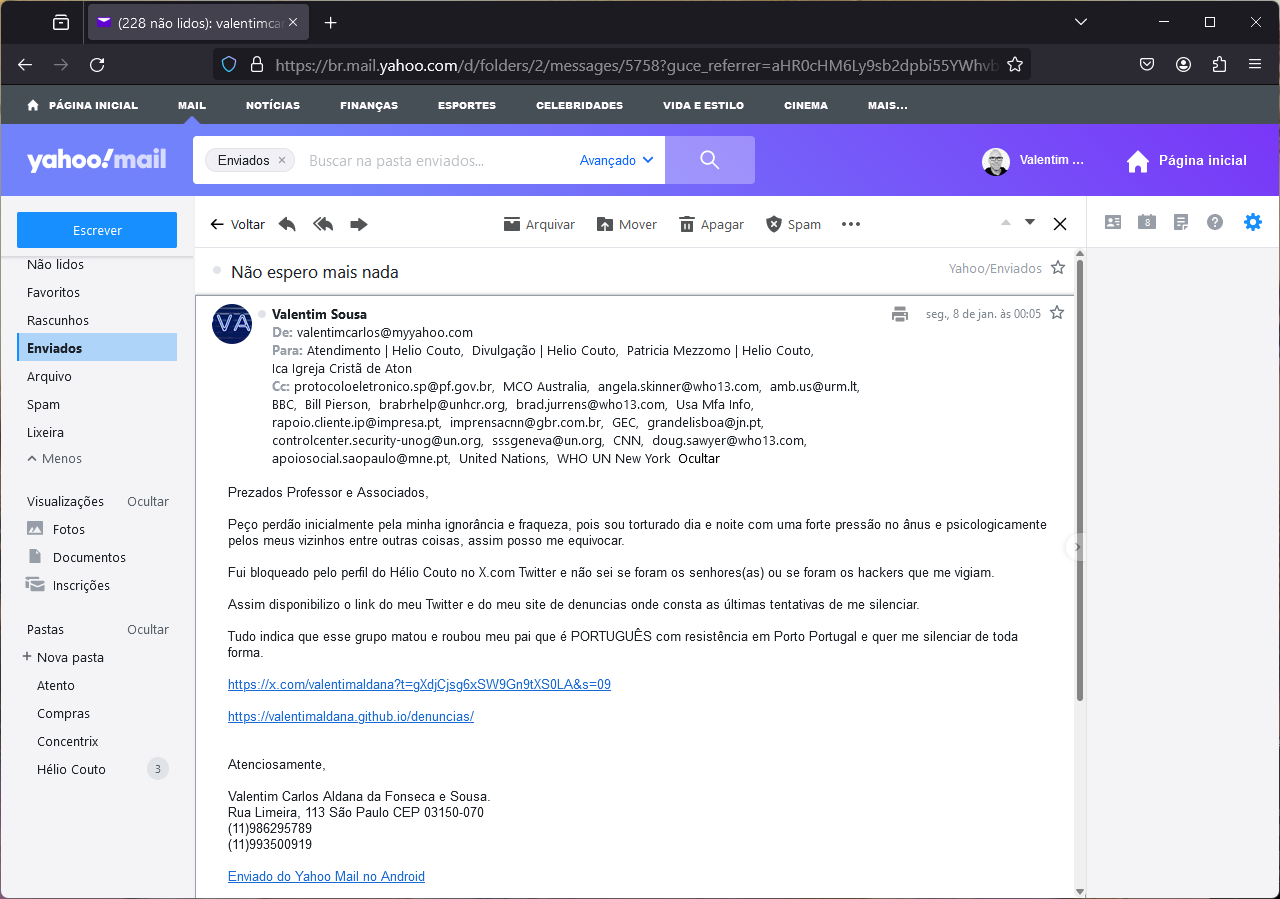 (228 não lidos): valentimcar
https://br.mail.yahoo.com/d/folders/2/messages/5758?guce_referrer=aHR0cHM6Ly9sb2dpbi55YWhvb
PÁGINA INICIAL MAIL NOTÍCIAS FINANÇAS ESPORTES CELEBRIDADES VIDA E ESTILO CINEMA MAIS...
yahoo!mail
Enviados × Buscar na pasta enviados... Avançado
Valentim ... Página inicial
Escrever
Voltar Arquivar Mover Apagar Spam
8
Não lidos
Favoritos
Rascunhos
Enviados
Arquivo
Spam
Lixeira
Menos
Visualizações Ocultar
Fotos
Documentos
Inscrições
Pastas Ocultar
+ Nova pasta
Atento
Compras
Concentrix
Hélio Couto 3
Não espero mais nada
Yahoo/Enviados
VA
Valentim Sousa
seg., 8 de jan. às 00:05
De: valentimcarlos@myyahoo.com
Para: Atendimento | Helio Couto, Divulgação | Helio Couto, Patricia Mezzomo | Helio Couto,
Ica Igreja Cristã de Aton
Cc: protocoloeletronico.sp@pf.gov.br, MCO Australia, angela.skinner@who13.com, amb.us@urm.lt,
BBC, Bill Pierson, brabrhelp@unhcr.org, brad.jurrens@who13.com, Usa Mfa Info,
rapoio.cliente.ip@impresa.pt, imprensacnn@gbr.com.br, GEC, grandelisboa@jn.pt,
controlcenter.security-unog@un.org, sssgeneva@un.org, CNN, doug.sawyer@who13.com,
apoiosocial.saopaulo@mne.pt, United Nations, WHO UN New York Ocultar
Prezados Professor e Associados,
Peço perdão inicialmente pela minha ignorância e fraqueza, pois sou torturado dia e noite com uma forte pressão no ânus e psicologicamente
pelos meus vizinhos entre outras coisas, assim posso me equivocar.
Fui bloqueado pelo perfil do Hélio Couto no X.com Twitter e não sei se foram os senhores(as) ou se foram os hackers que me vigiam.
Assim disponibilizo o link do meu Twitter e do meu site de denuncias onde consta as últimas tentativas de me silenciar.
Tudo indica que esse grupo matou e roubou meu pai que é PORTUGUÊS com resistência em Porto Portugal e quer me silenciar de toda
forma.
https://x.com/valentimaldana?t=gXdjCjsg6xSW9Gn9tXS0LA&s=09
https://valentimaldana.github.io/denuncias/
Atenciosamente,
Valentim Carlos Aldana da Fonseca e Sousa.
Rua Limeira, 113 São Paulo CEP 03150-070
(11)986295789
(11)993500919
Enviado do Yahoo Mail no Android